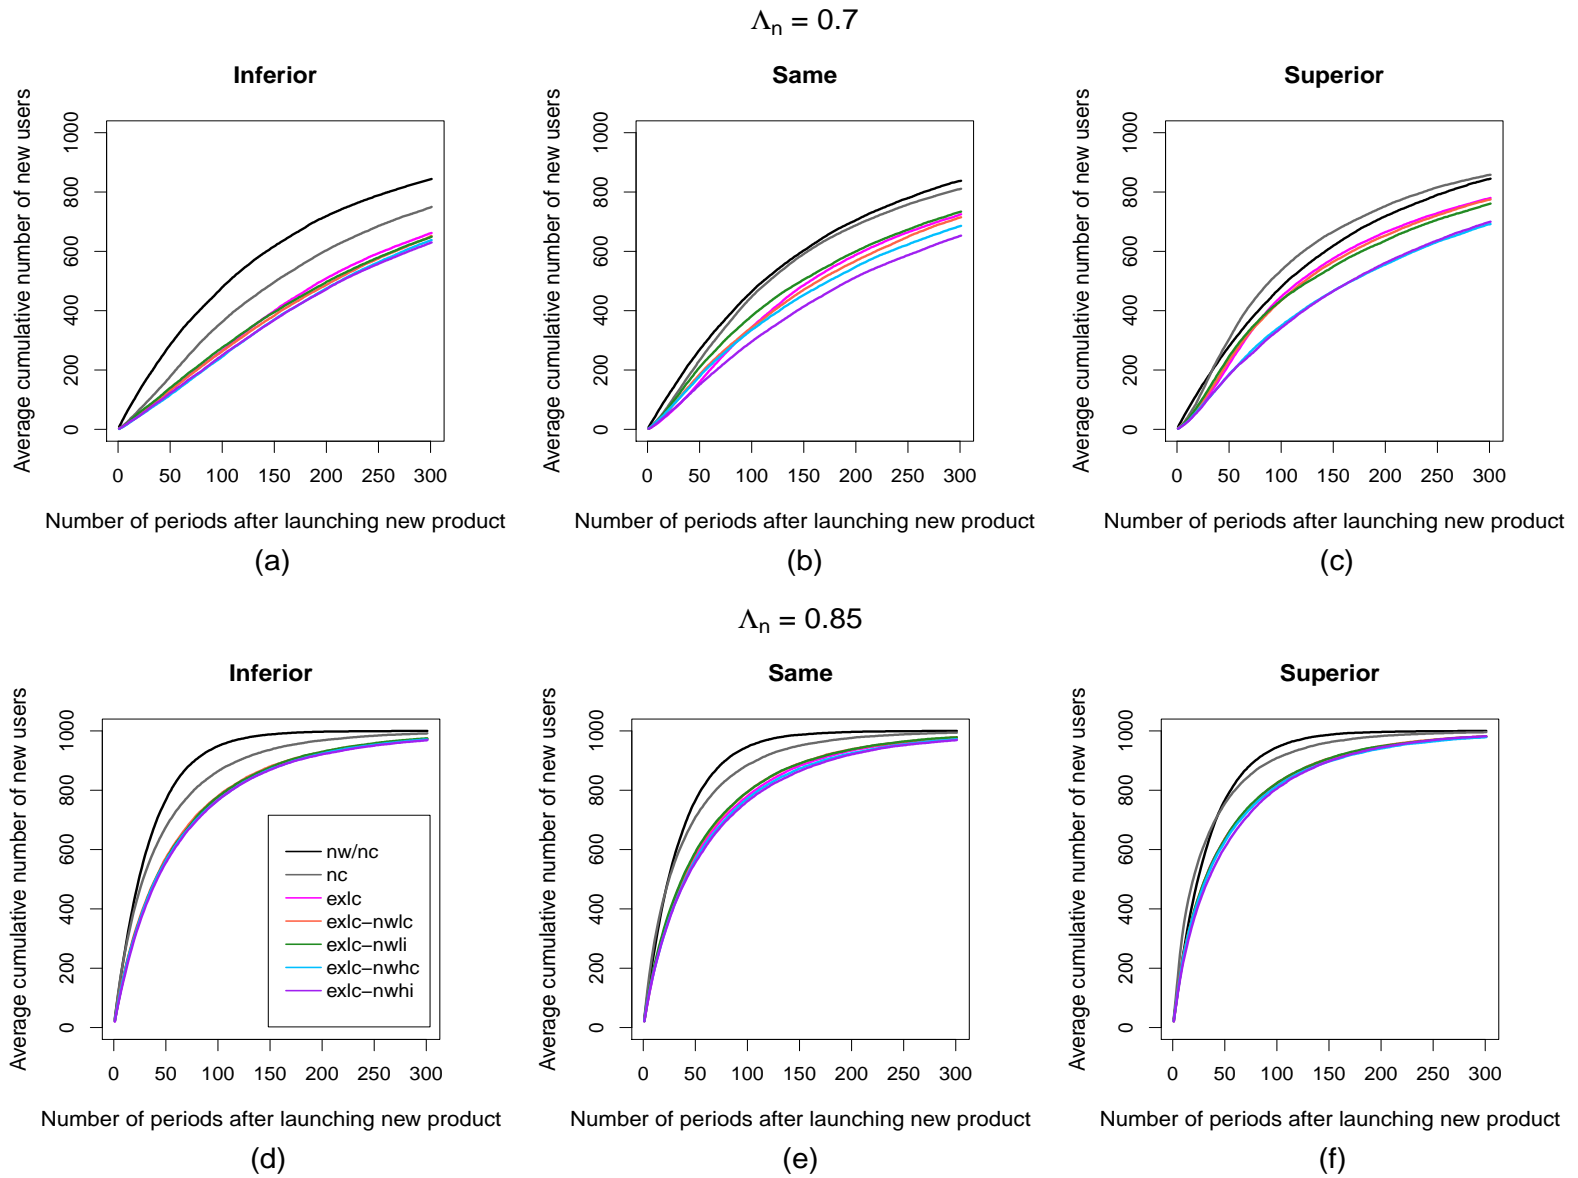 Λn = 0.7
Inferior
Same
Superior
Average cumulative number of new users
0 200 400 600 800 1000
0 50 100 150 200 250 300
Number of periods after launching new product
(a)
Average cumulative number of new users
0 200 400 600 800 1000
0 50 100 150 200 250 300
Number of periods after launching new product
(b)
Average cumulative number of new users
0 200 400 600 800 1000
0 50 100 150 200 250 300
Number of periods after launching new product
(c)
Λn = 0.85
Inferior
Same
Superior
Average cumulative number of new users
0 200 400 600 800 1000
nw/nc
nc
exlc
exlc−nwlc
exlc−nwli
exlc−nwhc
exlc−nwhi
0 50 100 150 200 250 300
Number of periods after launching new product
(d)
Average cumulative number of new users
0 200 400 600 800 1000
0 50 100 150 200 250 300
Number of periods after launching new product
(e)
Average cumulative number of new users
0 200 400 600 800 1000
0 50 100 150 200 250 300
Number of periods after launching new product
(f)